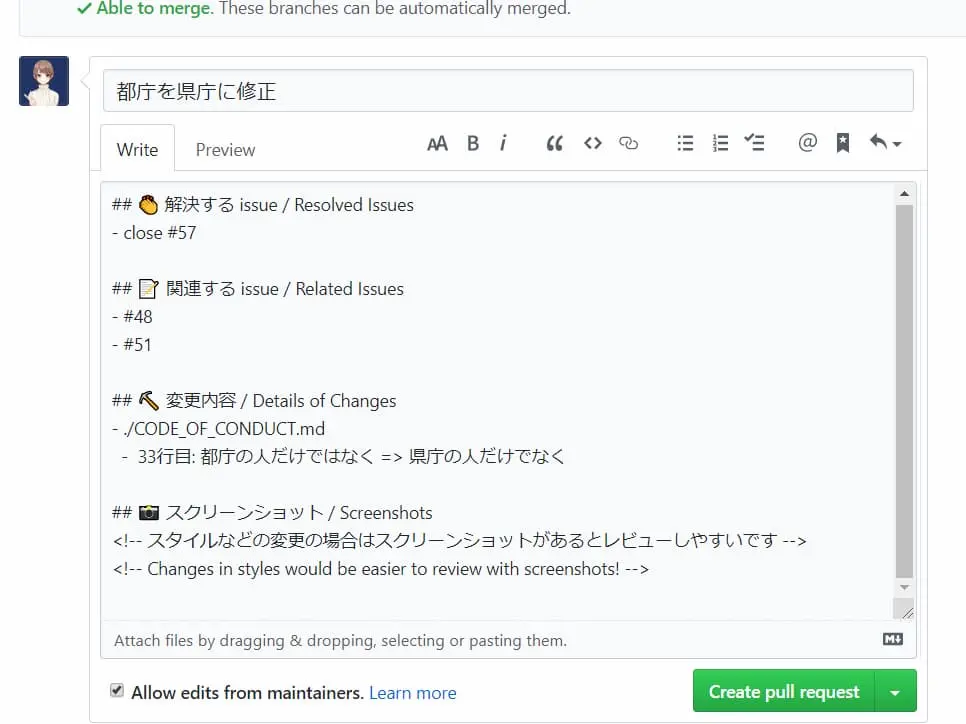 ✓ Able to merge. These branches can be automatically merged.
都庁を県庁に修正
Write Preview AA B i
## 👏 解決する issue / Resolved Issues
- close #57
## 📝 関連する issue / Related Issues
- #48
- #51
## 🔨 変更内容 / Details of Changes
- ./CODE_OF_CONDUCT.md
- 33行目: 都庁の人だけではなく => 県庁の人だけでなく
## 📸 スクリーンショット / Screenshots
<!-- スタイルなどの変更の場合はスクリーンショットがあるとレビューしやすいです -->
<!-- Changes in styles would be easier to review with screenshots! -->
Attach files by dragging & dropping, selecting or pasting them.
Allow edits from maintainers. Learn more
Create pull request